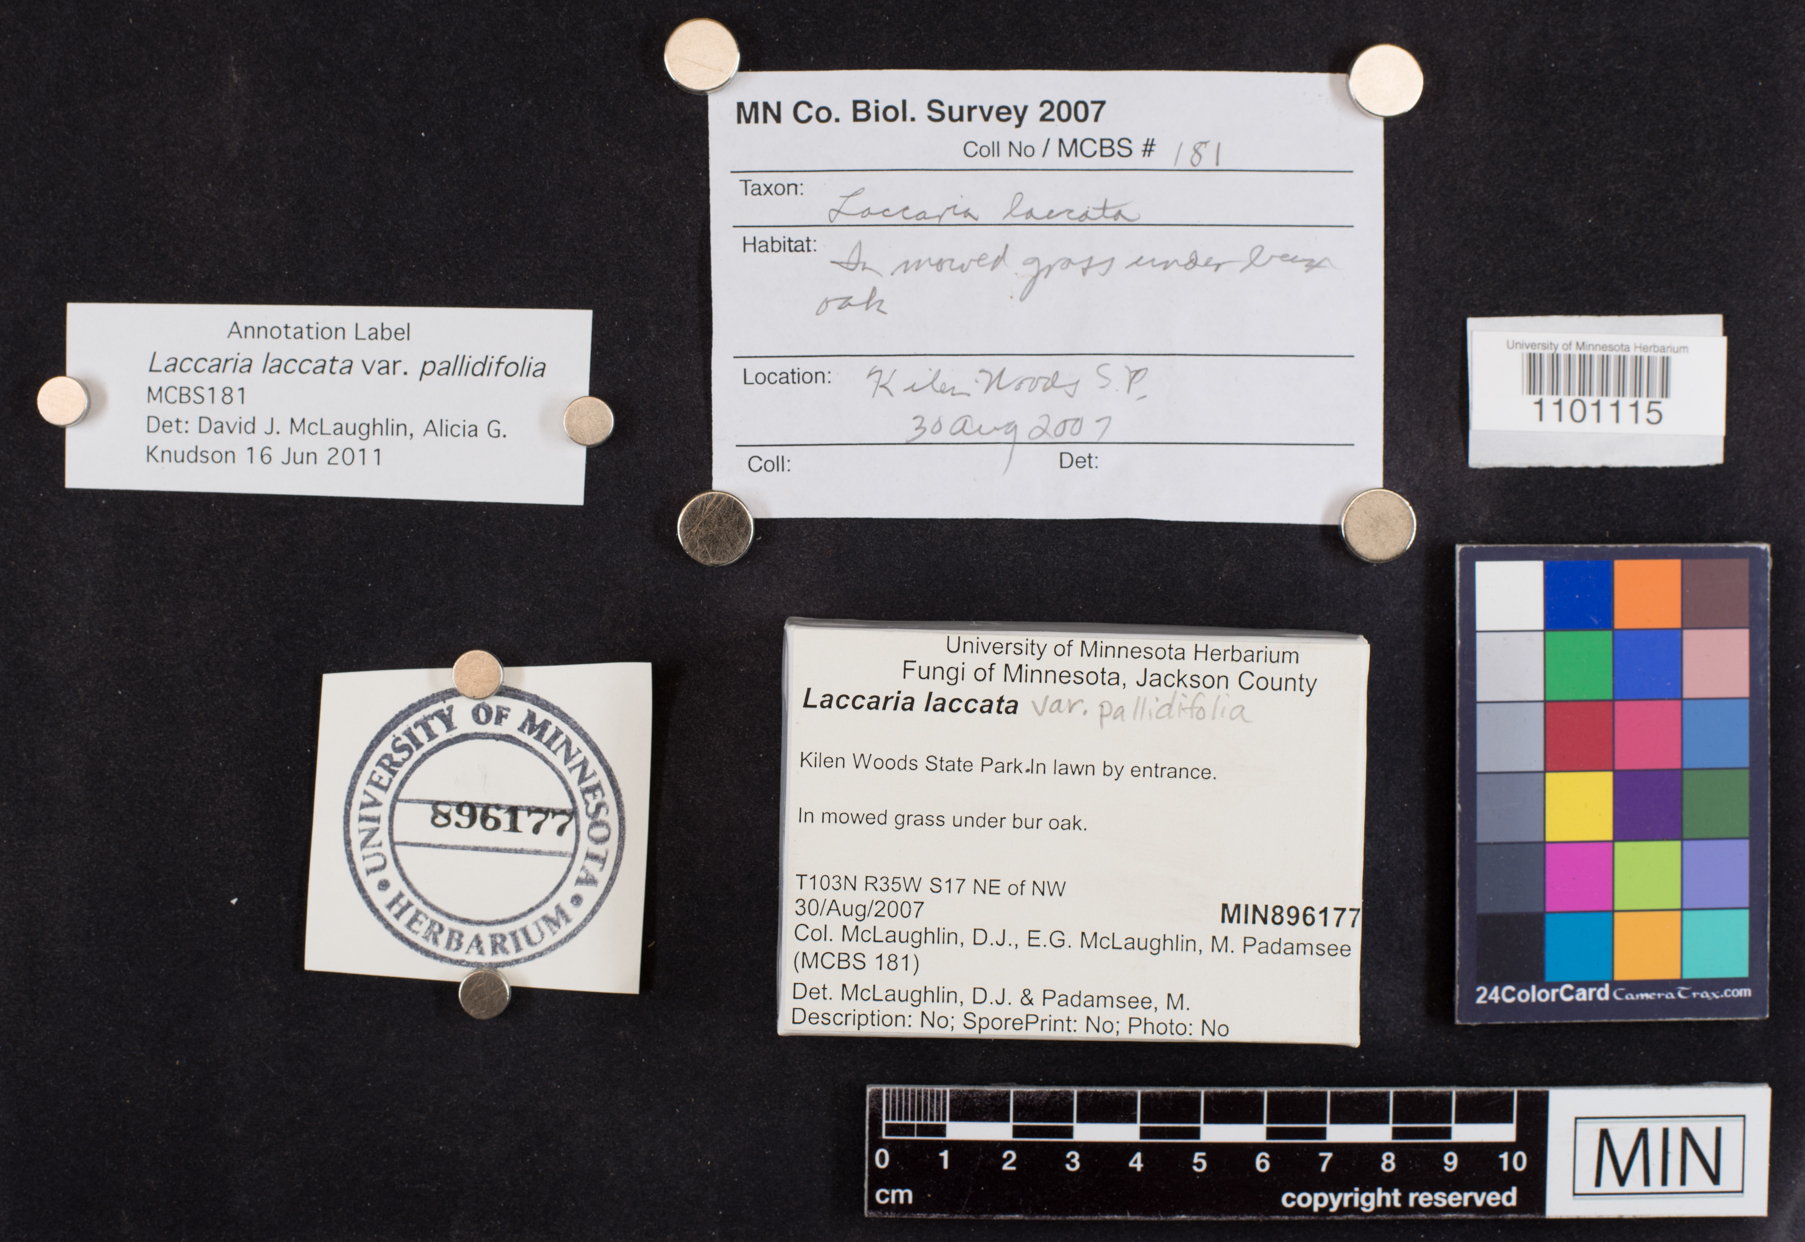 MN Co. Biol. Survey 2007
Coll No / MCBS # 181
Taxon: Laccaria laccata
Habitat: In mowed grass under bur
oak
Location: Kilen Woods S.P.
30 Aug 2007
Coll: Det:
Annotation Label
Laccaria laccata var. pallidifolia
MCBS181
Det: David J. McLaughlin, Alicia G.
Knudson 16 Jun 2011
University of Minnesota Herbarium
1101115
UNIVERSITY OF MINNESOTA
896177
HERBARIUM
University of Minnesota Herbarium
Fungi of Minnesota, Jackson County
Laccaria laccata var. pallidifolia
Kilen Woods State Park.In lawn by entrance.
In mowed grass under bur oak.
T103N R35W S17 NE of NW
30/Aug/2007
MIN896177
Col. McLaughlin, D.J., E.G. McLaughlin, M. Padamsee
(MCBS 181)
Det. McLaughlin, D.J. & Padamsee, M.
Description: No; SporePrint: No; Photo: No
24ColorCard CameraTrax.com
0 1 2 3 4 5 6 7 8 9 10
cm
copyright reserved
MIN